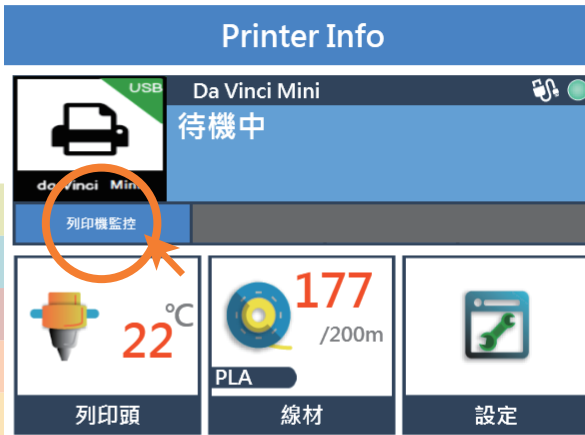 Printer Info
USB
Da Vinci Mini
待機中
da Vinci Mini
列印機監控
22°C
177
/200m
PLA
列印頭
線材
設定